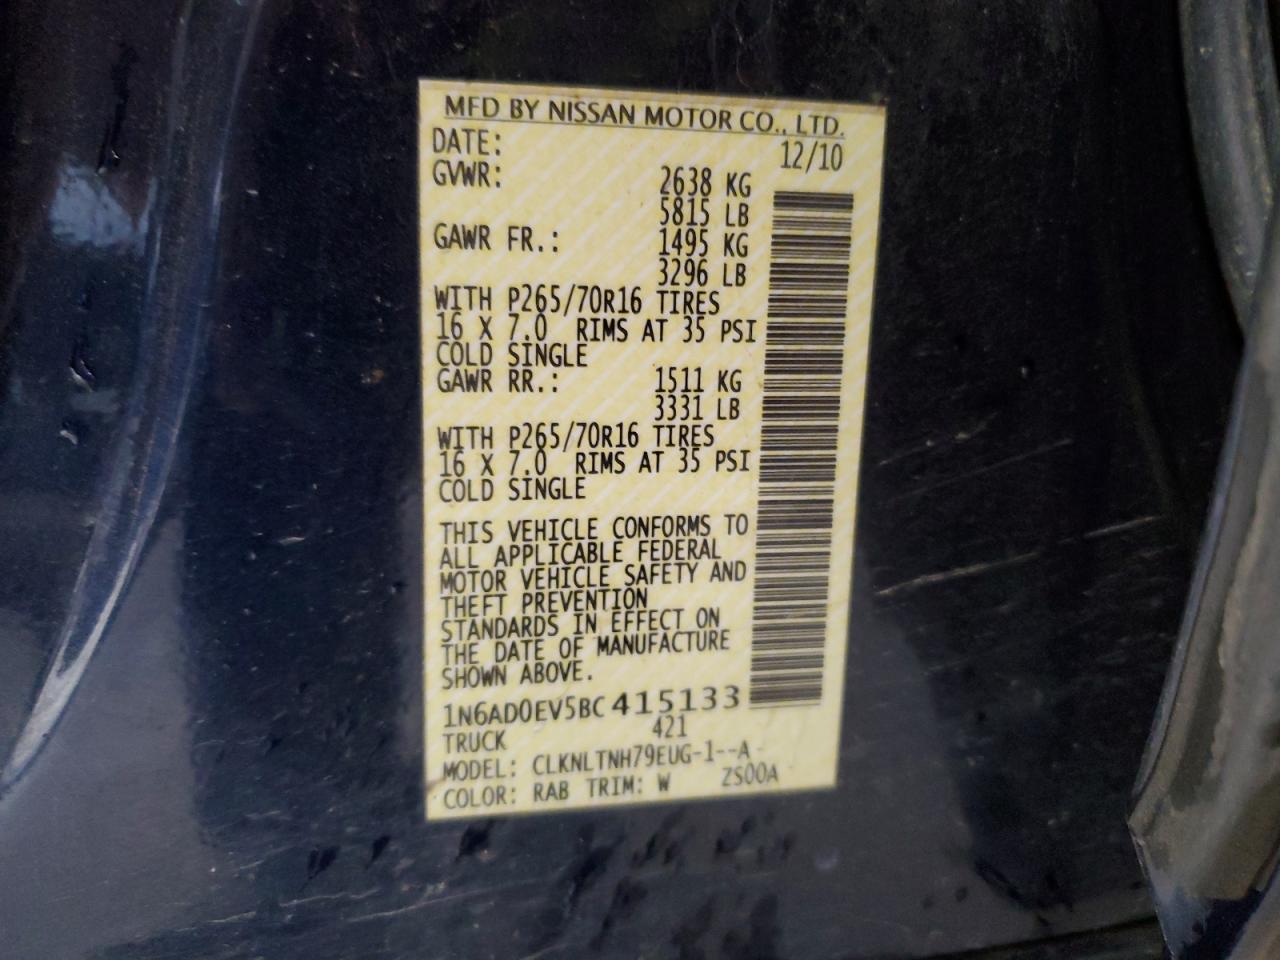 MFD BY NISSAN MOTOR CO., LTD.
DATE: 12/10
GVWR: 2638 KG
5815 LB
GAWR FR.: 1495 KG
3296 LB
WITH P265/70R16 TIRES
16 X 7.0 RIMS AT 35 PSI
COLD SINGLE
GAWR RR.: 1511 KG
3331 LB
WITH P265/70R16 TIRES
16 X 7.0 RIMS AT 35 PSI
COLD SINGLE
THIS VEHICLE CONFORMS TO
ALL APPLICABLE FEDERAL
MOTOR VEHICLE SAFETY AND
THEFT PREVENTION
STANDARDS IN EFFECT ON
THE DATE OF MANUFACTURE
SHOWN ABOVE.
1N6AD0EV5BC415133
TRUCK 421
MODEL: CLKNLTNH79EUG-1--A-
COLOR: RAB TRIM: W ZS00A